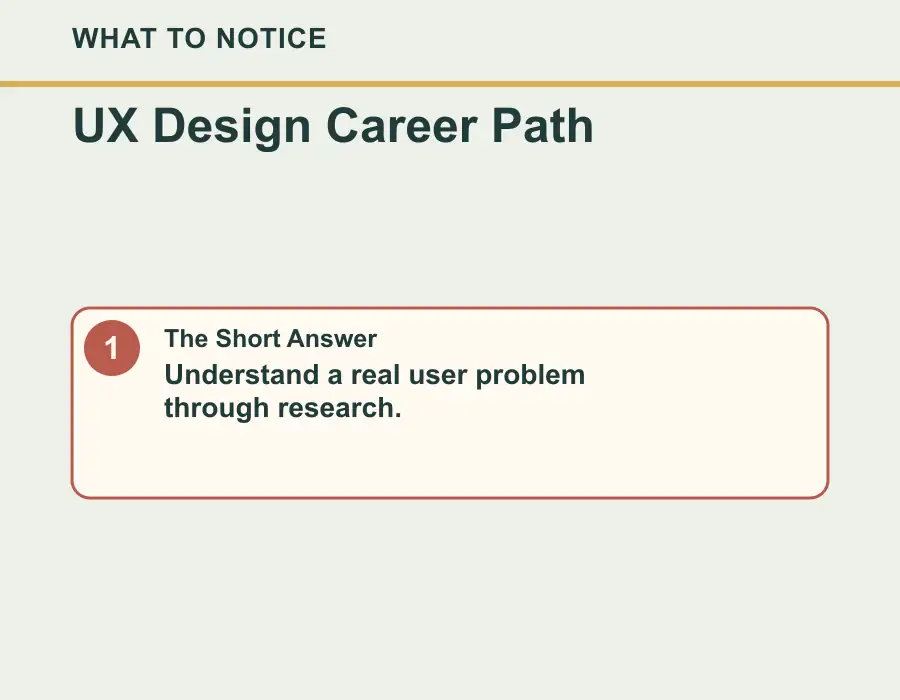 WHAT TO NOTICE
UX Design Career Path
1
The Short Answer
Understand a real user problem
through research.